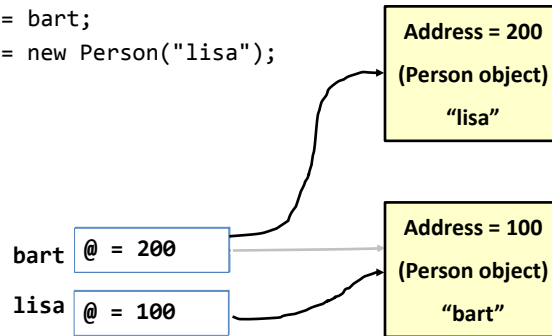 = bart;
= new Person("lisa");
Address = 200
(Person object)
“lisa”
bart @ = 200
lisa @ = 100
Address = 100
(Person object)
“bart”